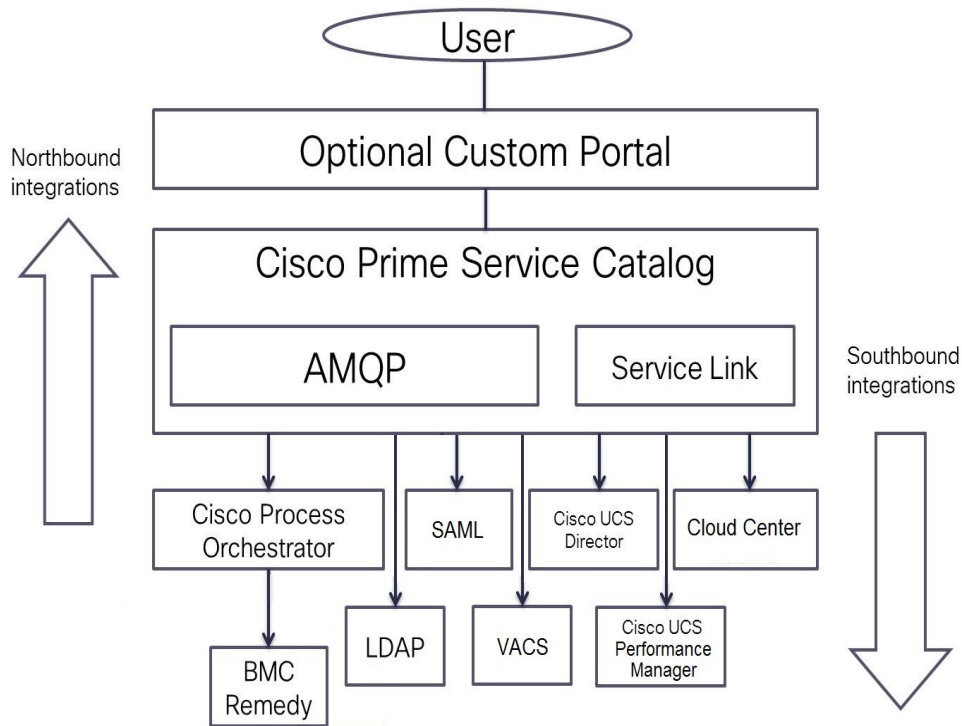 User
Optional Custom Portal
Northbound
integrations
Cisco Prime Service Catalog
AMQP
Service Link
Southbound
integrations
Cisco Process
Orchestrator
SAML
Cisco UCS
Director
Cloud Center
LDAP
VACS
Cisco UCS
Performance
Manager
BMC
Remedy